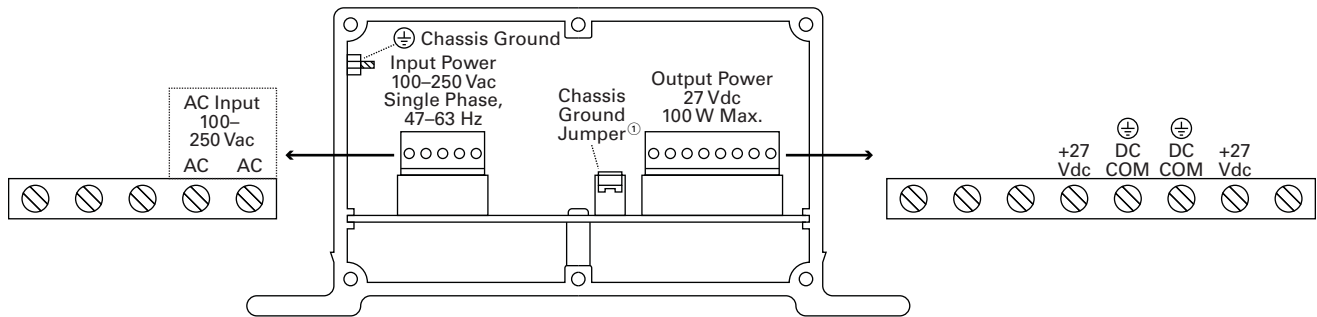 ⏚ Chassis Ground
Input Power
100–250 Vac
Single Phase,
47–63 Hz
Chassis
Ground
Jumper①
Output Power
27 Vdc
100 W Max.
AC Input
100–
250 Vac
AC AC
+27
Vdc
⏚
DC
COM
⏚
DC
COM
+27
Vdc